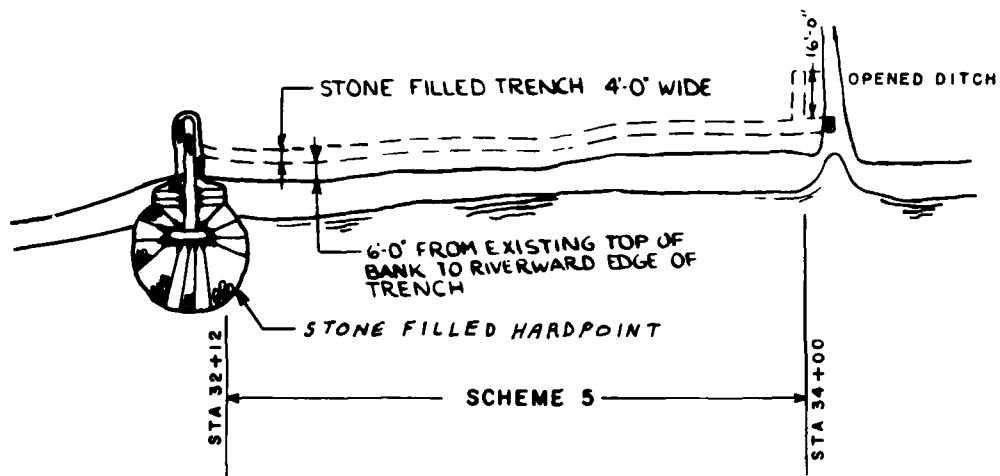 16'-0"
STONE FILLED TRENCH 4'-0" WIDE
OPENED DITCH
6'-0" FROM EXISTING TOP OF
BANK TO RIVERWARD EDGE OF
TRENCH
STONE FILLED HARDPOINT
STA 32+12
SCHEME 5
STA 34+00